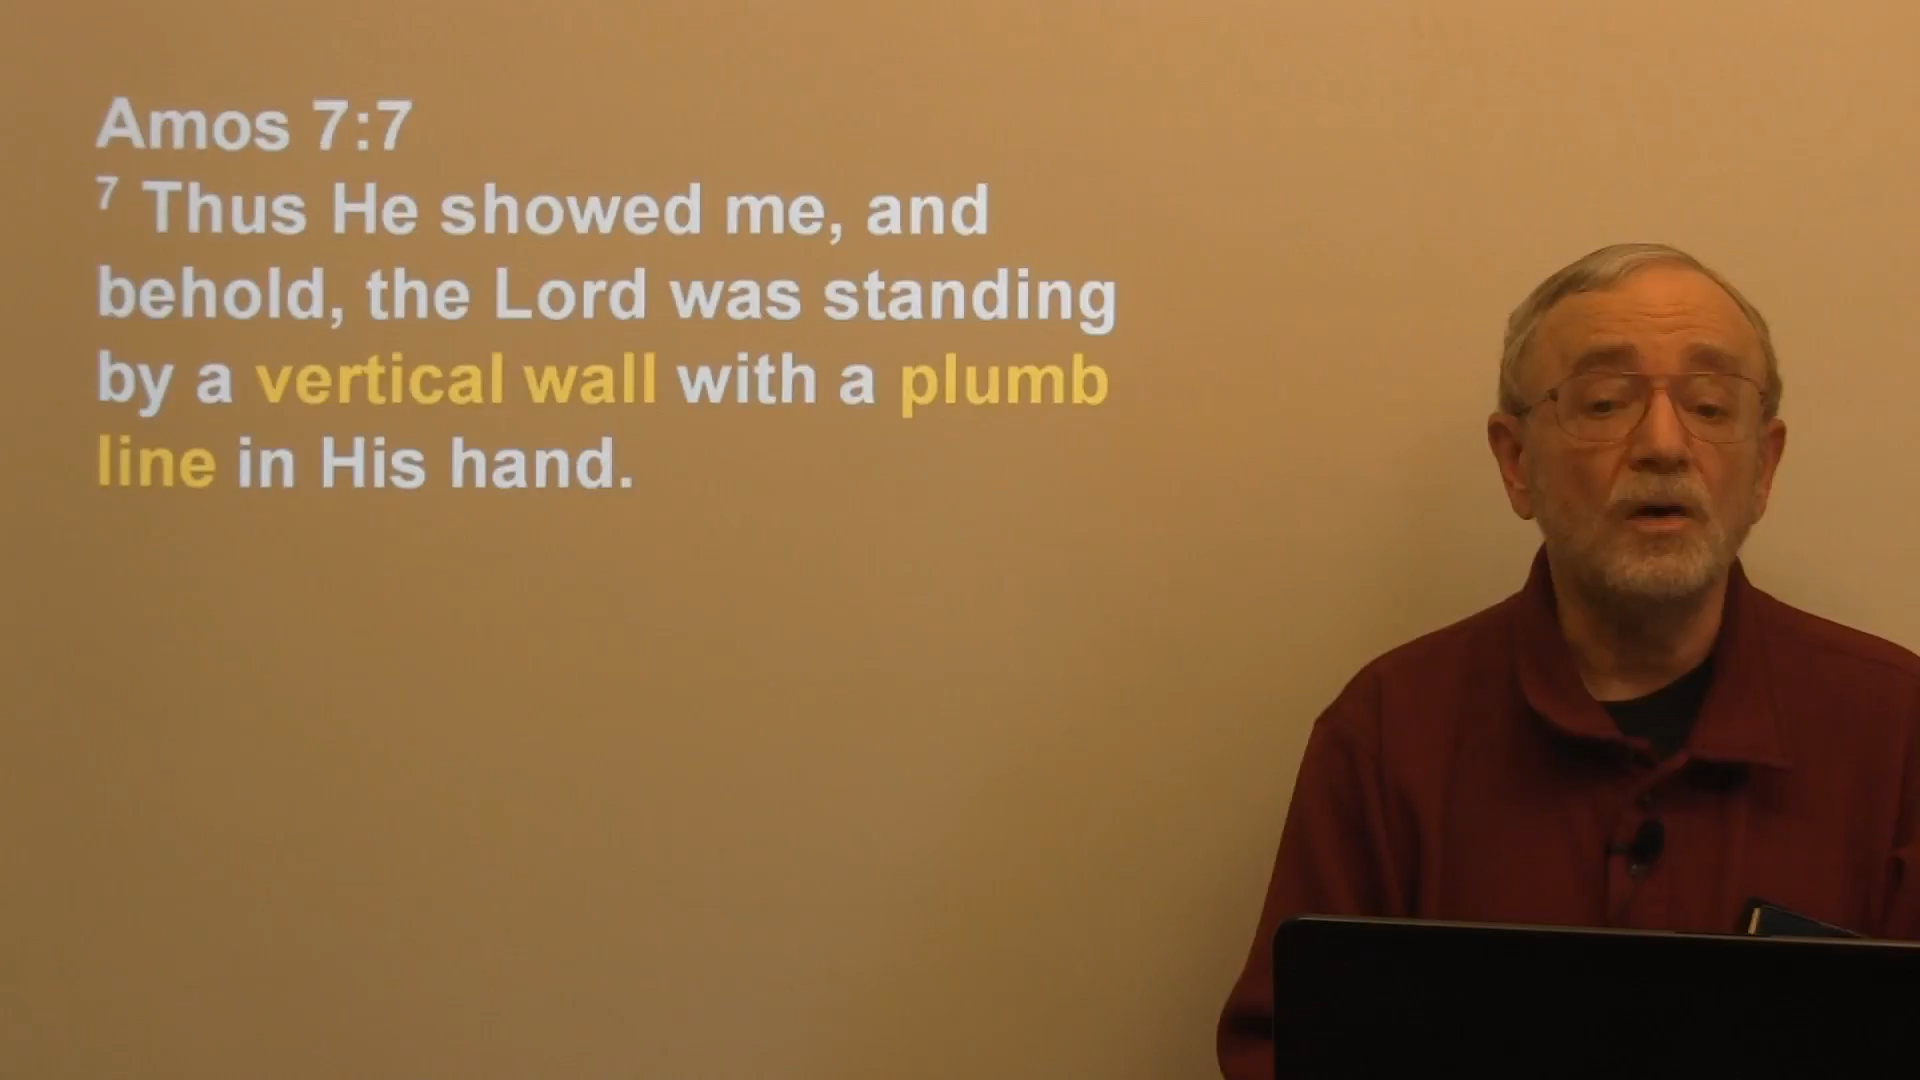 Amos 7:7
7 Thus He showed me, and
behold, the Lord was standing
by a vertical wall with a plumb
line in His hand.